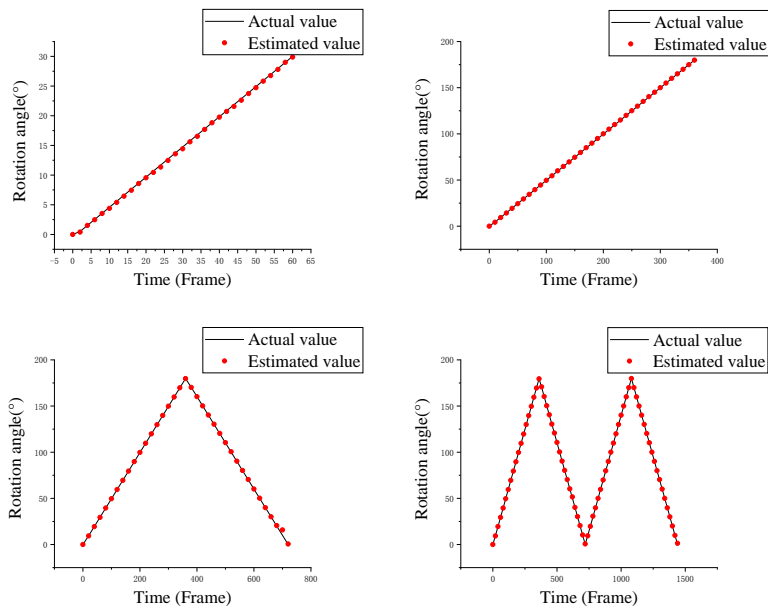 Actual value
Estimated value
30
25
20
15
10
5
0
Rotation angle(°)
-5 0 5 10 15 20 25 30 35 40 45 50 55 60 65
Time (Frame)
Actual value
Estimated value
200
150
100
50
0
Rotation angle(°)
0 200 400
Time (Frame)
Actual value
Estimated value
200
150
100
50
0
Rotation angle(°)
0 200 400 600 800
Time (Frame)
Actual value
Estimated value
200
150
100
50
0
Rotation angle(°)
0 500 1000 1500
Time (Frame)